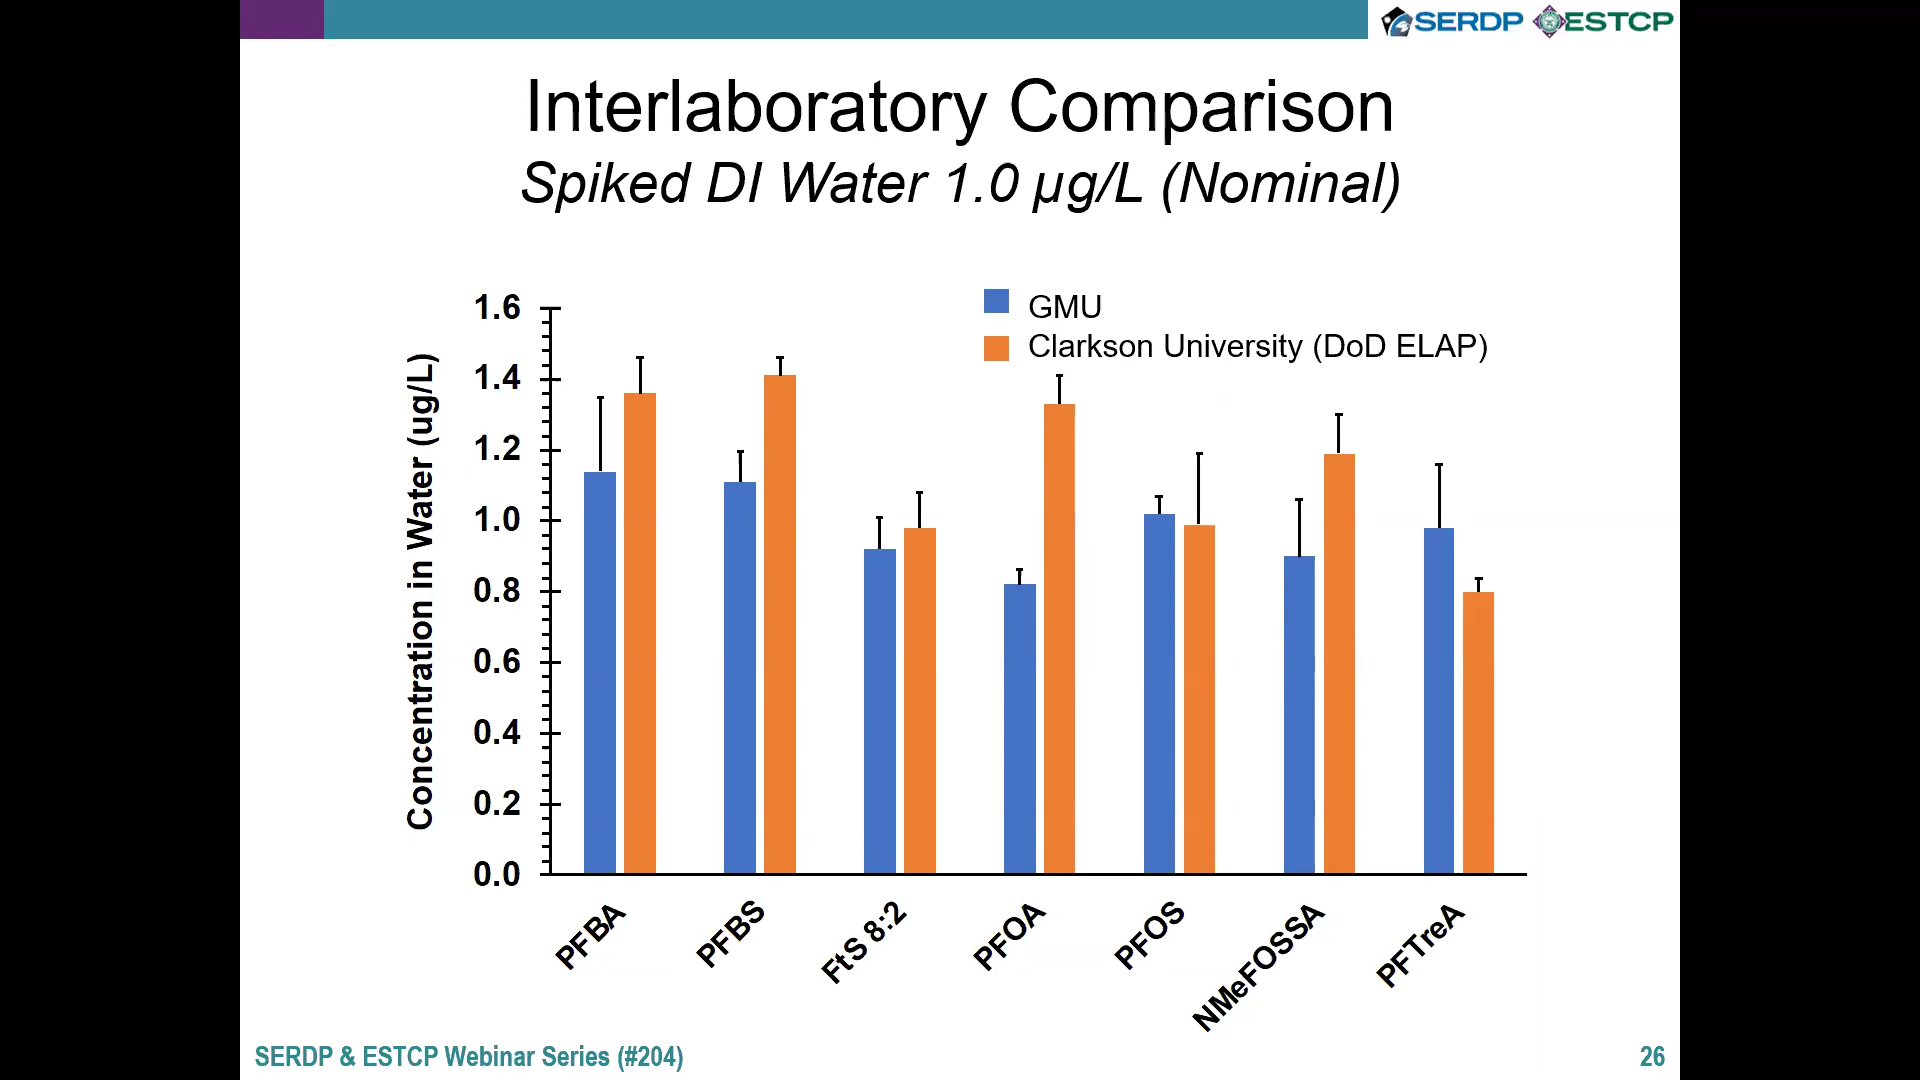 SERDP ESTCP
Interlaboratory Comparison
Spiked DI Water 1.0 µg/L (Nominal)
GMU
Clarkson University (DoD ELAP)
Concentration in Water (ug/L)
1.6
1.4
1.2
1.0
0.8
0.6
0.4
0.2
0.0
PFBA
PFBS
FtS 8:2
PFOA
PFOS
NMeFOSSA
PFTreA
SERDP & ESTCP Webinar Series (#204)
26